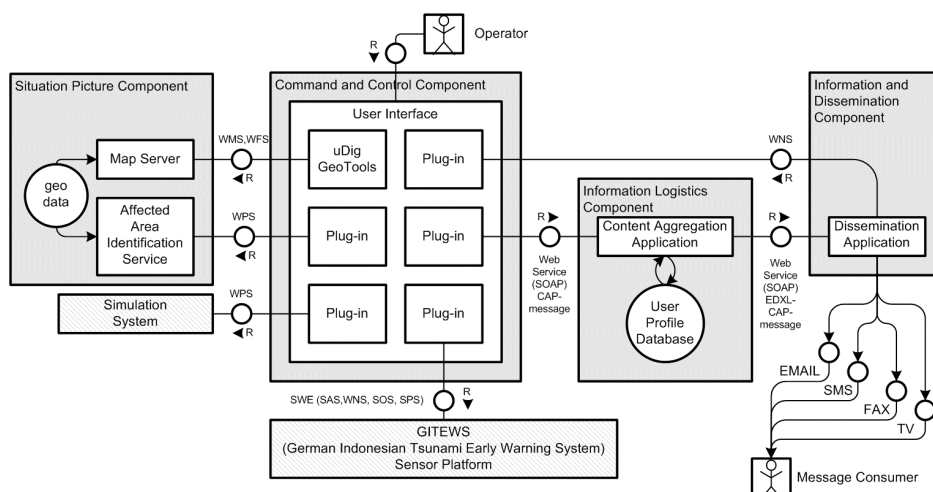 R
Operator
Situation Picture Component
Command and Control Component
Information and
Dissemination
Component
User Interface
WMS,WFS
R
Map Server
uDig
GeoTools
Plug-in
WNS
R
geo
data
Affected
Area
Identification
Service
WPS
R
Plug-in
Plug-in
R
Web
Service
(SOAP)
CAP-
message
Information Logistics
Component
Content Aggregation
Application
User
Profile
Database
R
Web
Service
(SOAP)
EDXL-
CAP-
message
Dissemination
Application
Simulation
System
WPS
R
Plug-in
Plug-in
SWE (SAS,WNS, SOS, SPS)
R
GITEWS
(German Indonesian Tsunami Early Warning System)
Sensor Platform
EMAIL
SMS
FAX
TV
Message Consumer